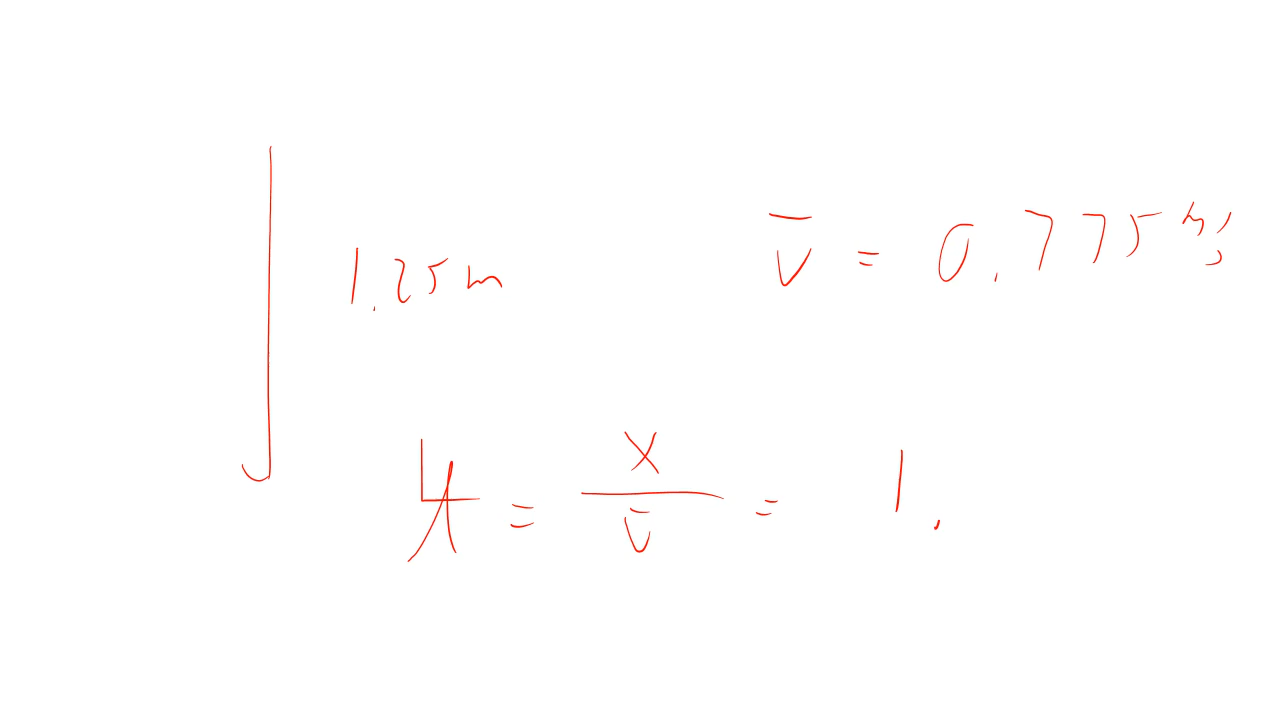 1.25m
v̄ = 0.775 m/s
t = x/v̄ = 1.